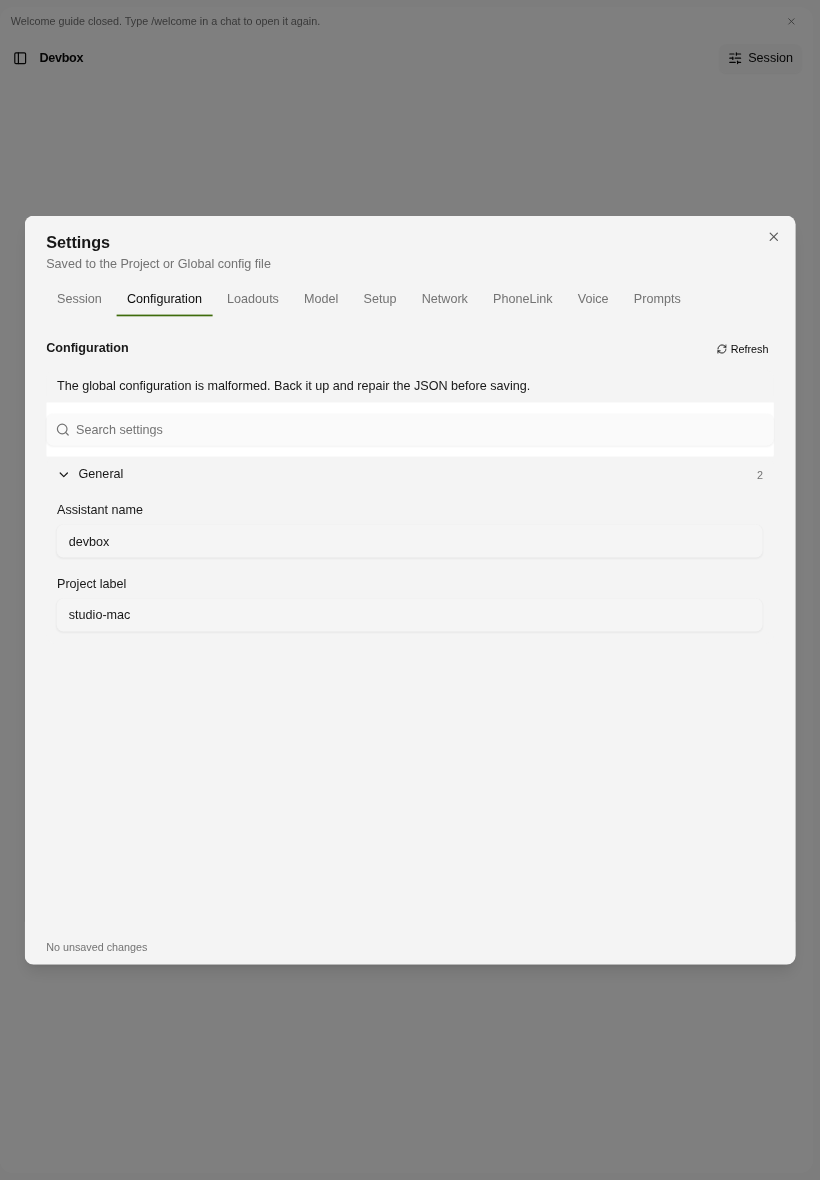 Welcome guide closed. Type /welcome in a chat to open it again.
Devbox
Session
Settings
Saved to the Project or Global config file
Session Configuration Loadouts Model Setup Network PhoneLink Voice Prompts
Configuration
Refresh
The global configuration is malformed. Back it up and repair the JSON before saving.
Search settings
General
2
Assistant name
devbox
Project label
studio-mac
No unsaved changes